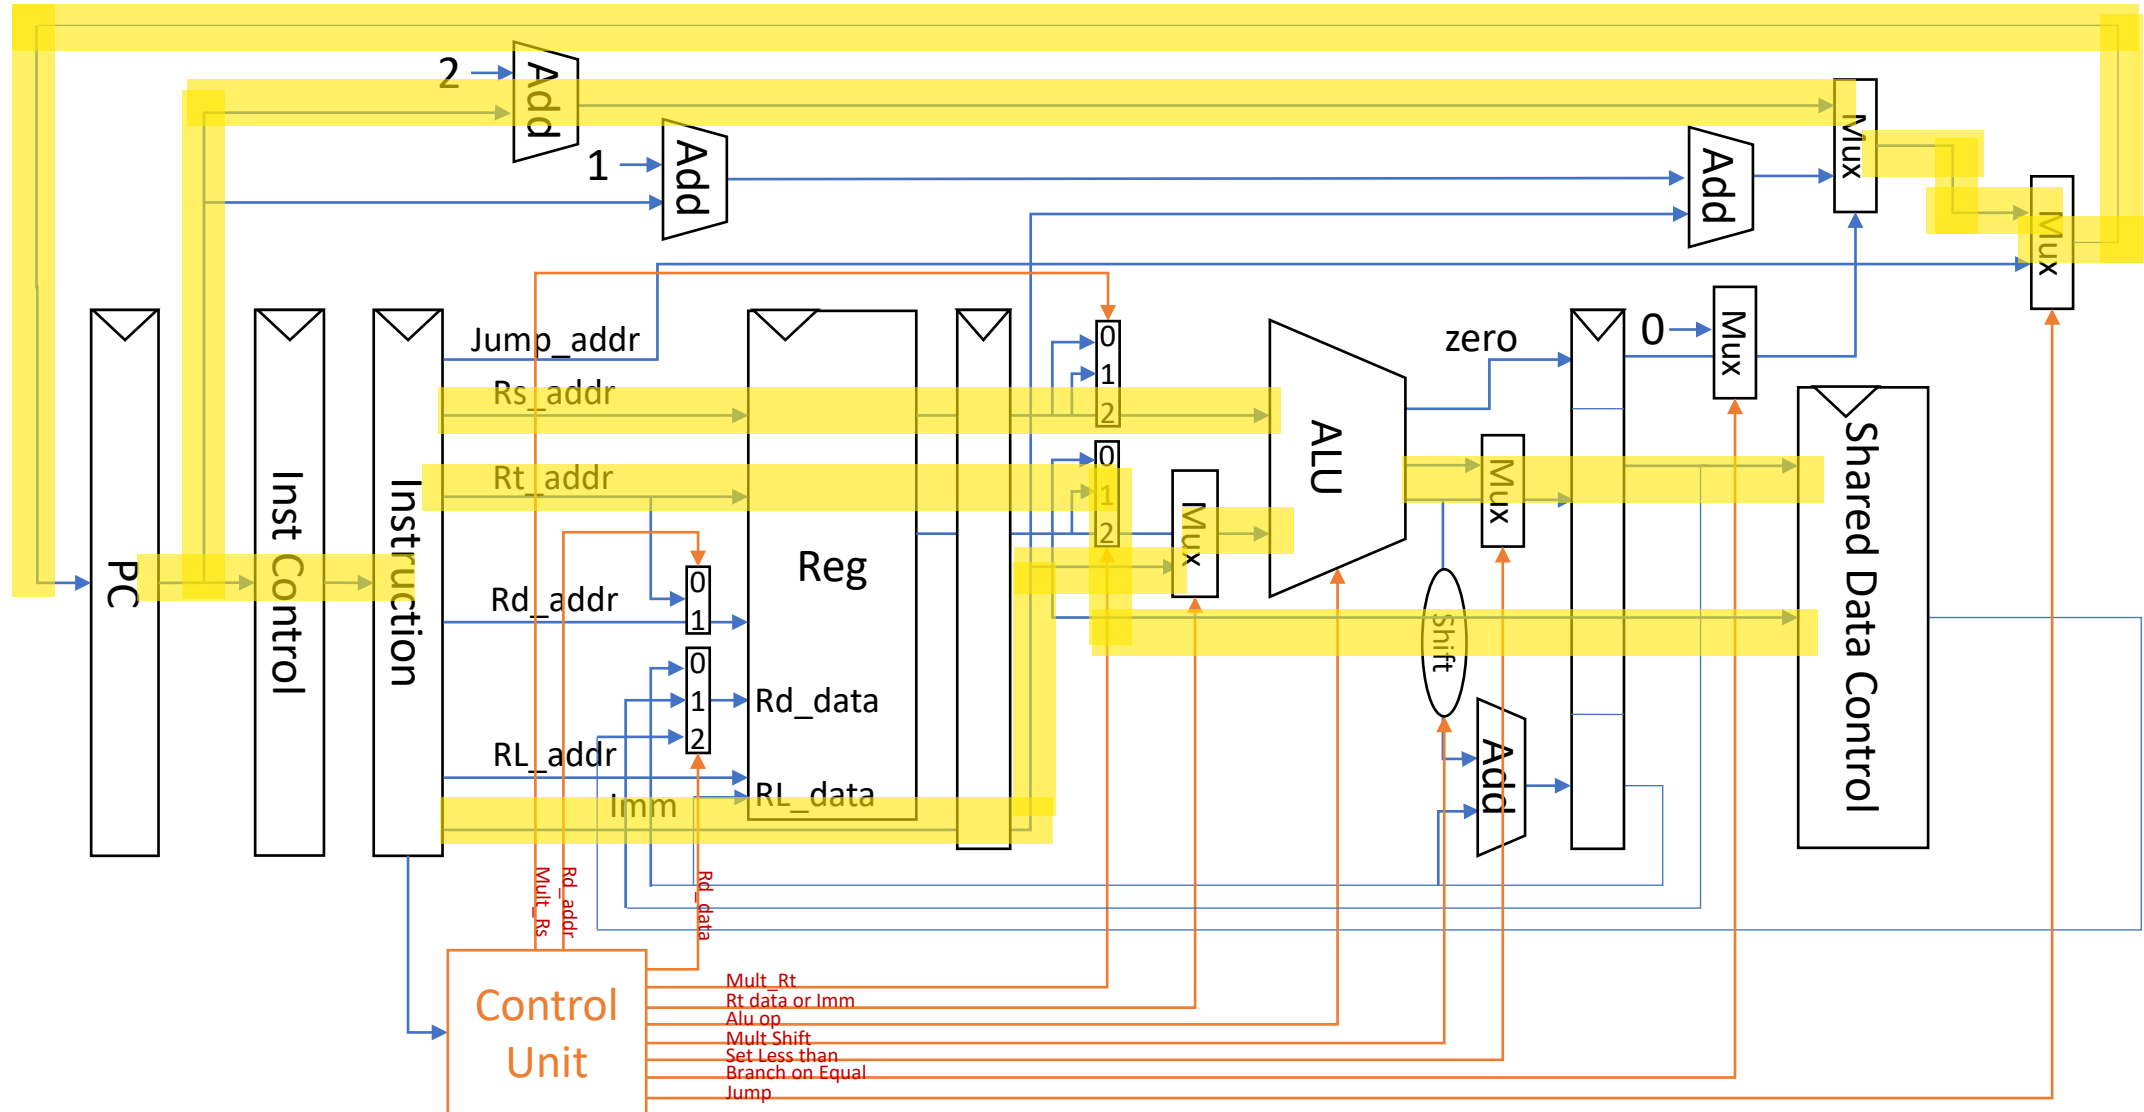 2
Add
1
Add
Add
Mux
Mux
Jump_addr
Rs_addr
Rt_addr
Rd_addr
RL_addr
Imm
PC
Inst Control
Instruction
0
1
0
1
2
Reg
Rd_data
RL_data
0
1
2
0
1
2
Mux
ALU
zero
Mux
Shift
Add
0
Mux
Shared Data Control
Mult_Rs
Rd_addr
Rd_data
Control
Unit
Mult_Rt
Rt data or Imm
Alu op
Mult Shift
Set Less than
Branch on Equal
Jump